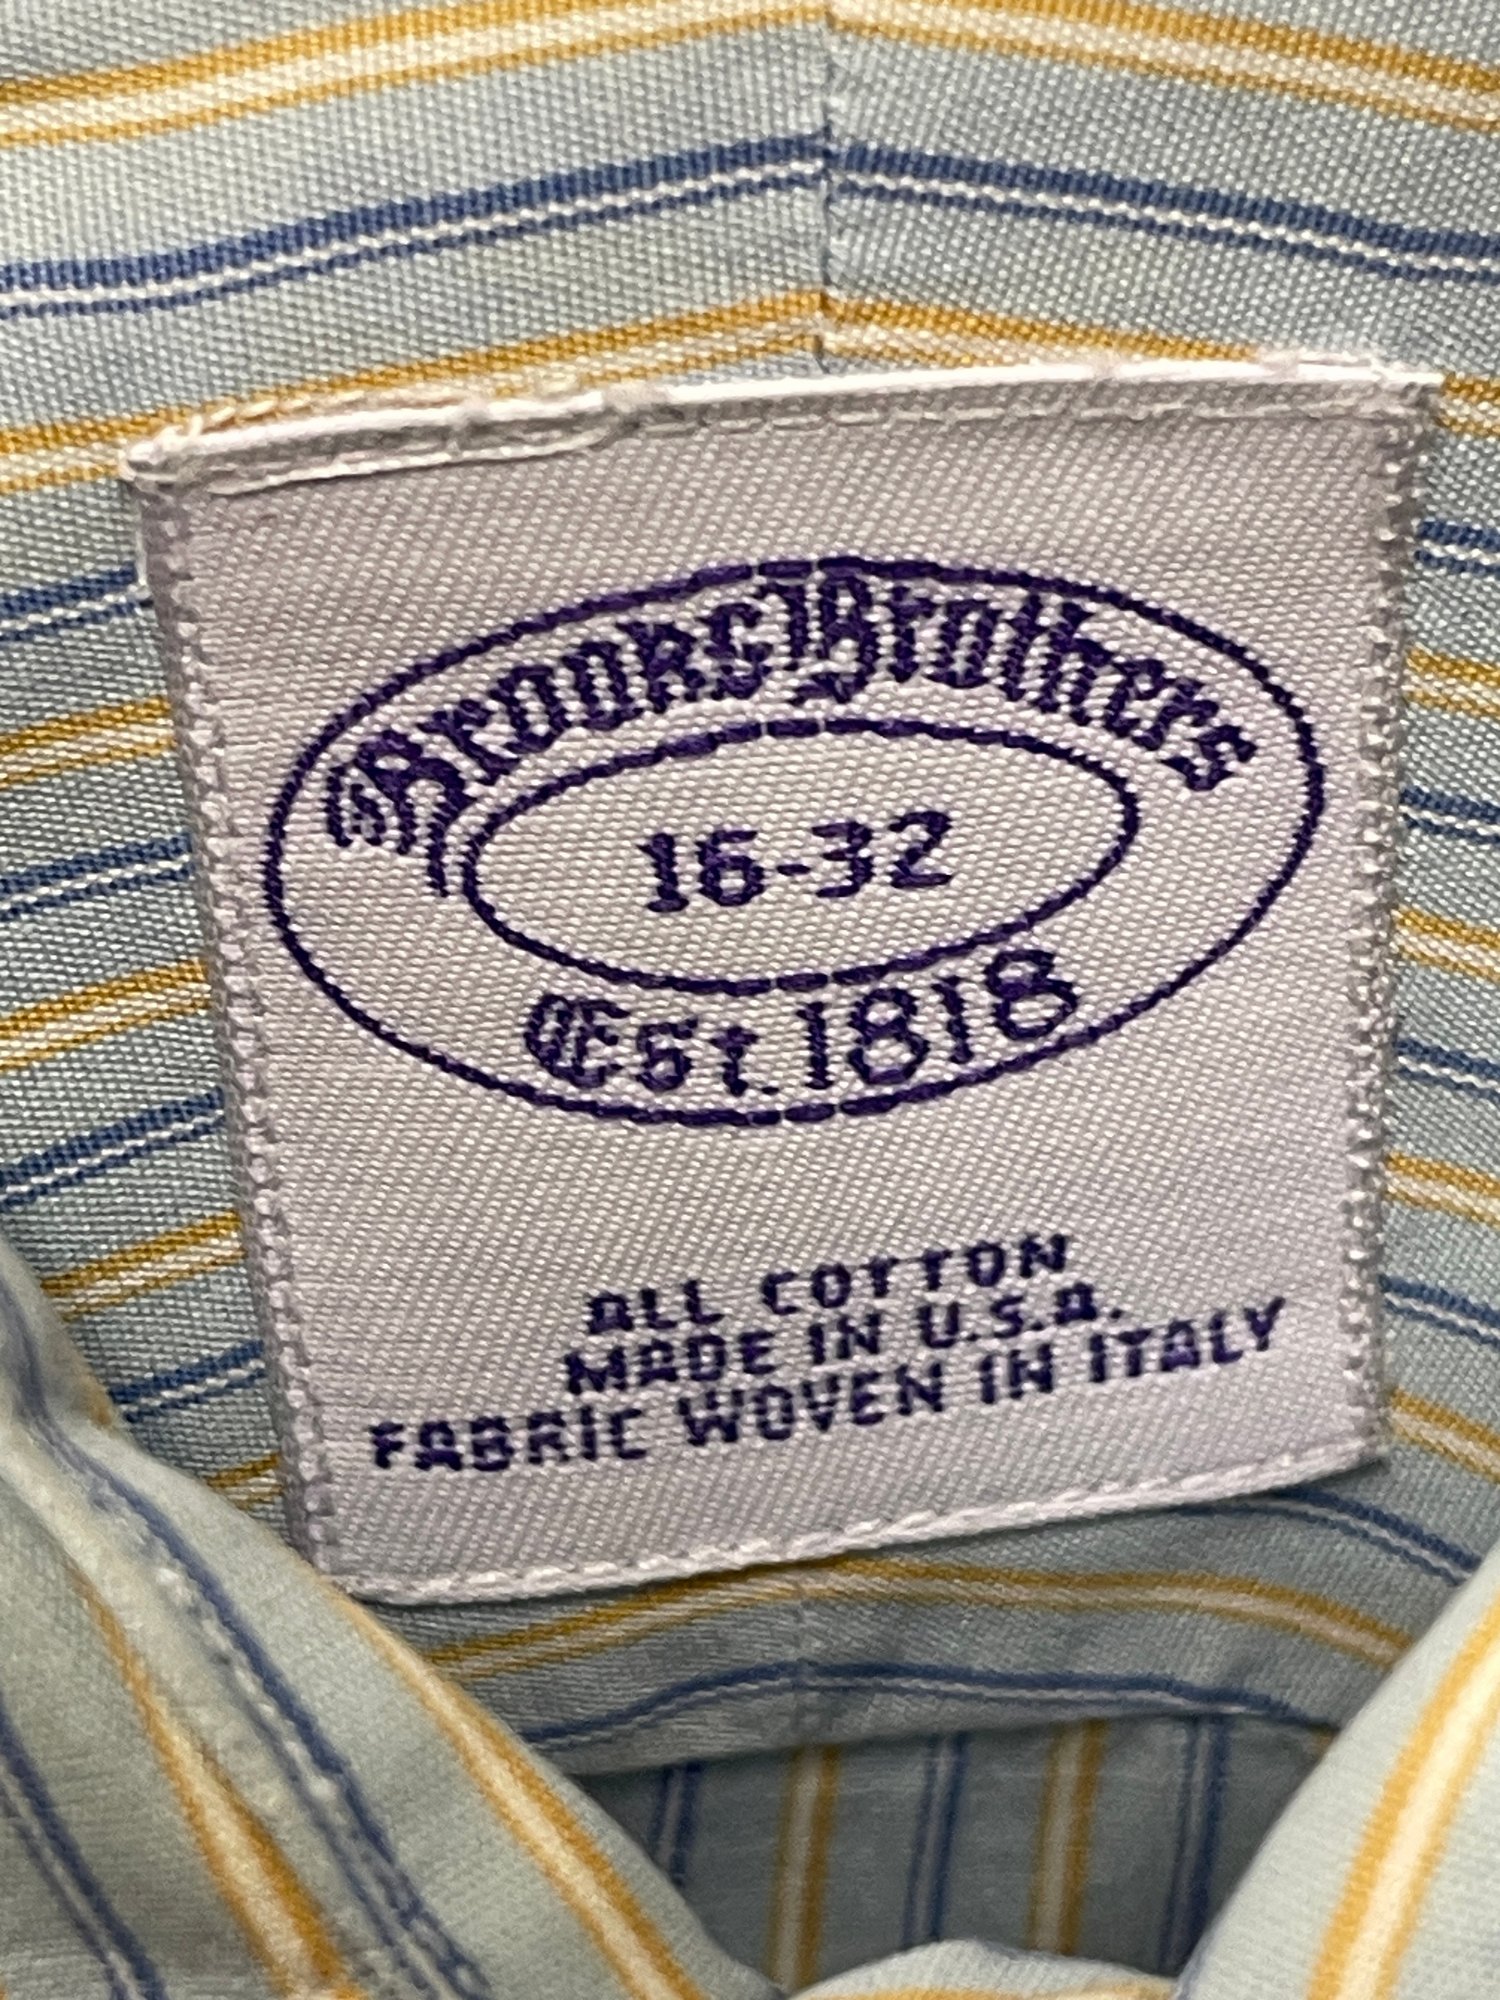 Brooks Brothers
16-32
Est. 1818
ALL COTTON
MADE IN U.S.A.
FABRIC WOVEN IN ITALY